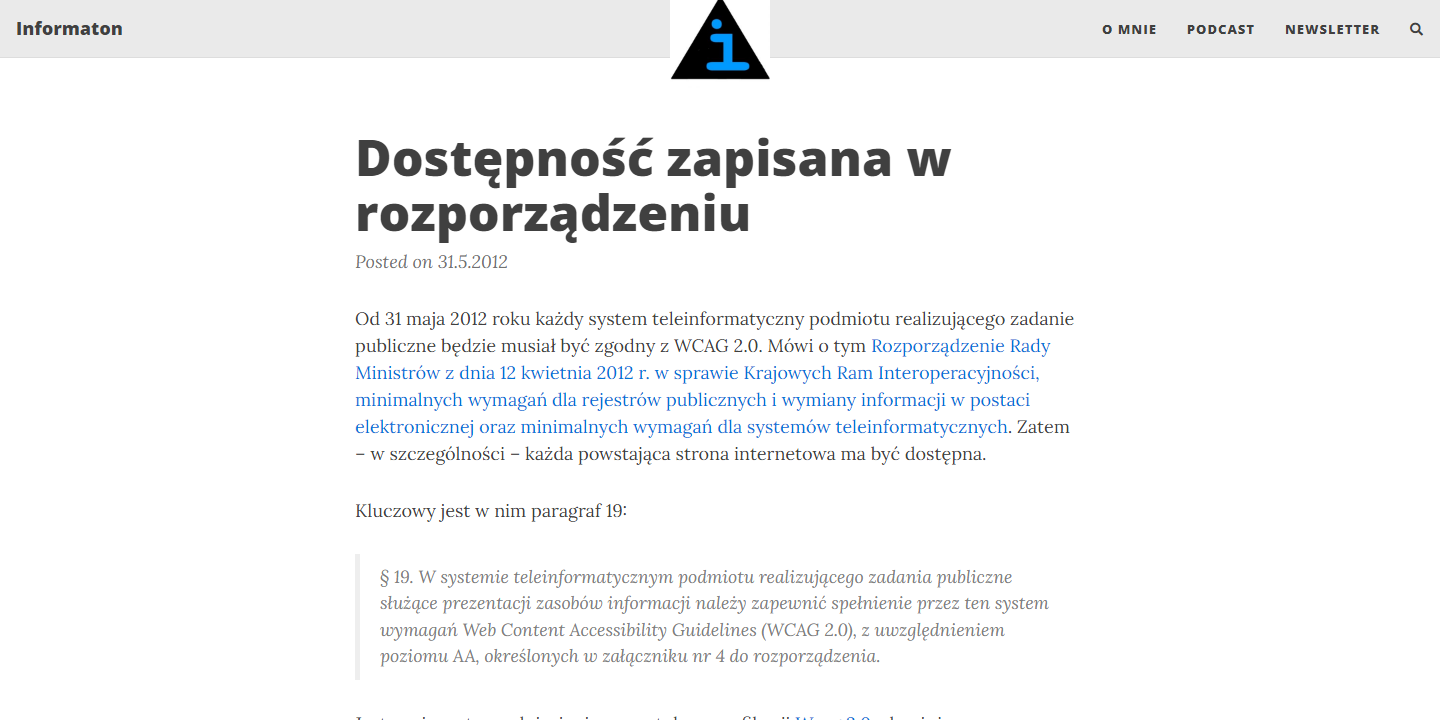 Informaton
i
O MNIE
PODCAST
NEWSLETTER
Dostępność zapisana w
rozporządzeniu
Posted on 31.5.2012
Od 31 maja 2012 roku każdy system teleinformatyczny podmiotu realizującego zadanie
publiczne będzie musiał być zgodny z WCAG 2.0. Mówi o tym Rozporządzenie Rady
Ministrów z dnia 12 kwietnia 2012 r. w sprawie Krajowych Ram Interoperacyjności,
minimalnych wymagań dla rejestrów publicznych i wymiany informacji w postaci
elektronicznej oraz minimalnych wymagań dla systemów teleinformatycznych. Zatem
– w szczególności – każda powstająca strona internetowa ma być dostępna.
Kluczowy jest w nim paragraf 19:
§ 19. W systemie teleinformatycznym podmiotu realizującego zadania publiczne
służące prezentacji zasobów informacji należy zapewnić spełnienie przez ten system
wymagań Web Content Accessibility Guidelines (WCAG 2.0), z uwzględnieniem
poziomu AA, określonych w załączniku nr 4 do rozporządzenia.